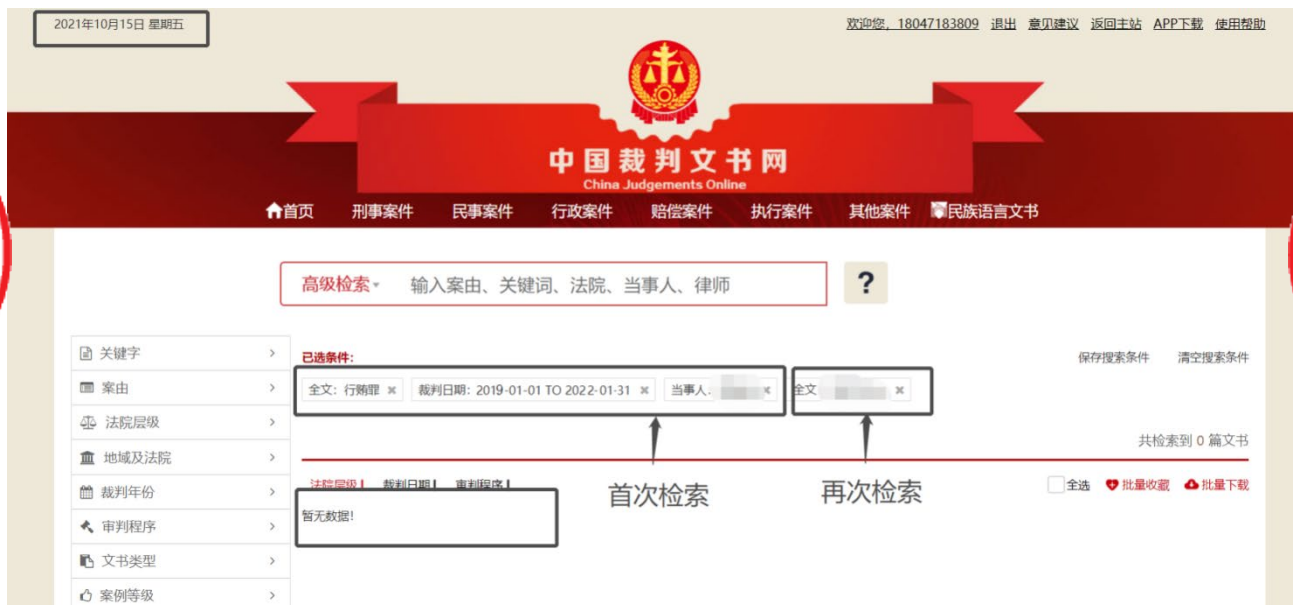 2021年10月15日 星期五
欢迎您，18047183809 退出 意见建议 返回主站 APP下载 使用帮助
中国裁判文书网
China Judgements Online
首页 刑事案件 民事案件 行政案件 赔偿案件 执行案件 其他案件 民族语言文书
高级检索 输入案由、关键词、法院、当事人、律师 ?
关键字
案由
法院层级
地域及法院
裁判年份
审判程序
文书类型
案例等级
已选条件：
保存搜索条件 清空搜索条件
全文：行贿罪 × 裁判日期：2019-01-01 TO 2022-01-31 × 当事人 × 全文 ×
共检索到 0 篇文书
法院层级 裁判日期 审判程序
首次检索 再次检索
全选 批量收藏 批量下载
暂无数据!